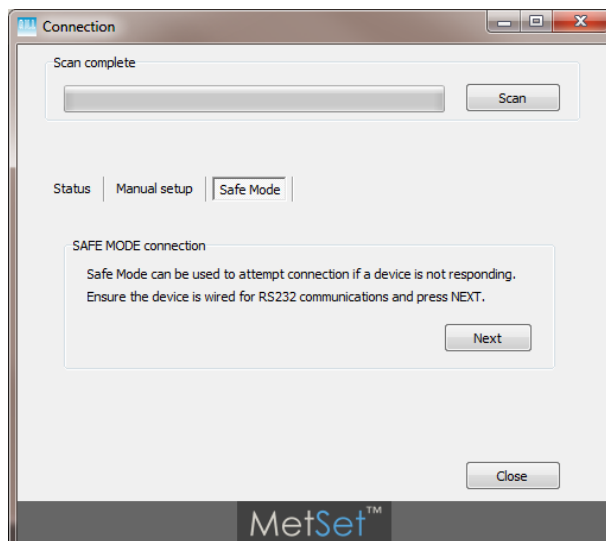 Connection
Scan complete
Scan
Status
Manual setup
Safe Mode
SAFE MODE connection
Safe Mode can be used to attempt connection if a device is not responding.
Ensure the device is wired for RS232 communications and press NEXT.
Next
Close
MetSet™